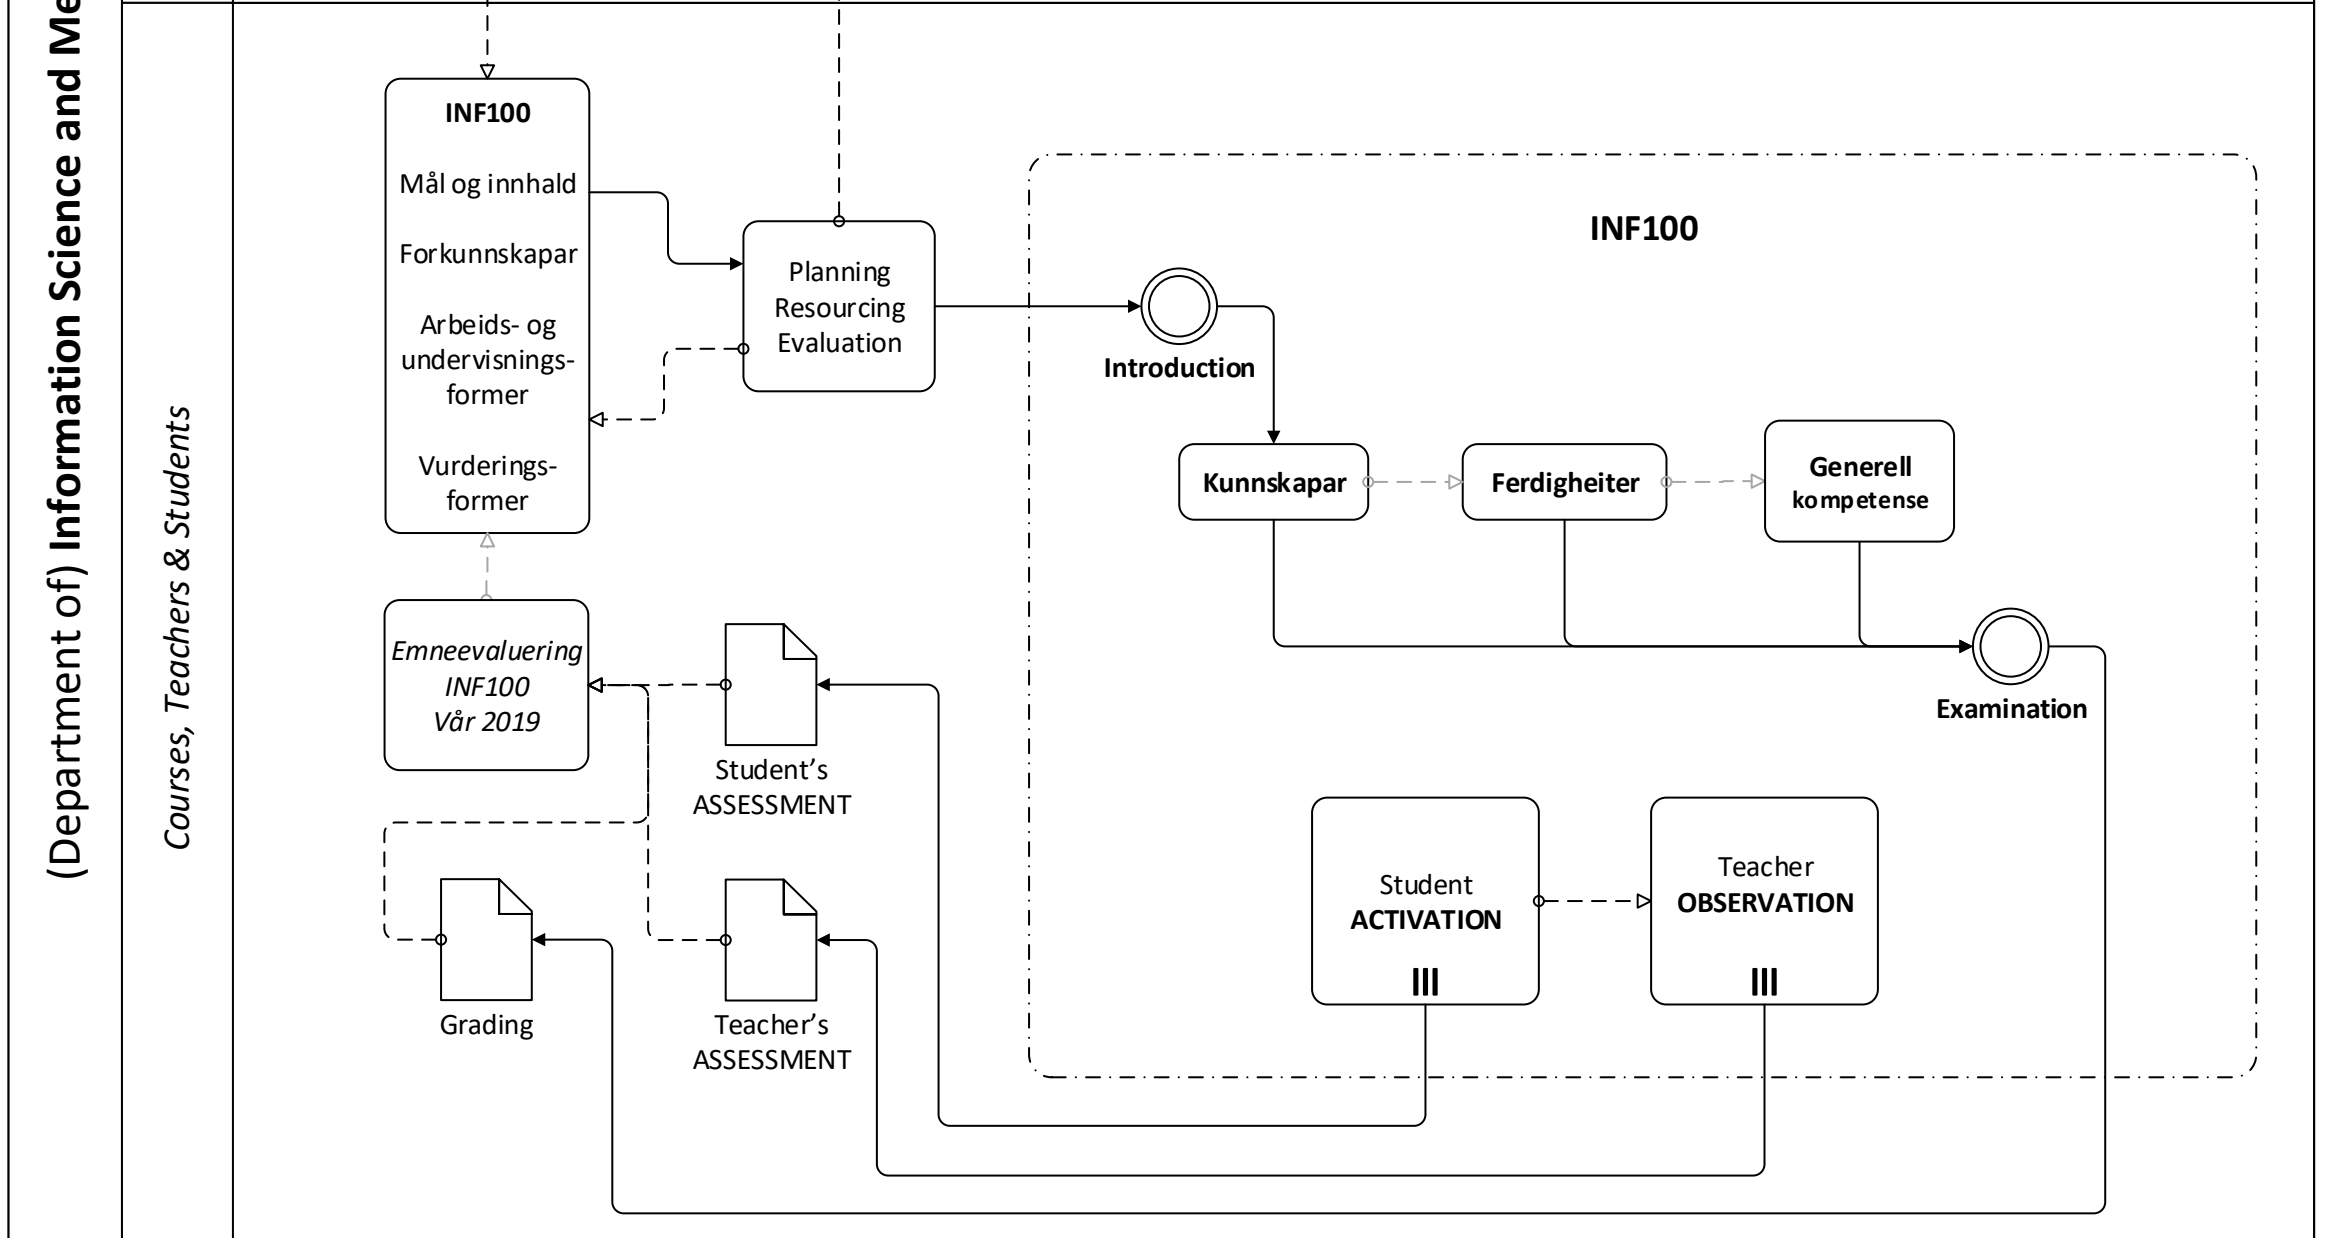 (Department of) Information Science and Me
Courses, Teachers & Students
INF100
Mål og innhald
Forkunnskapar
Arbeids- og
undervisnings-
former
Vurderings-
former
Planning
Resourcing
Evaluation
INF100
Introduction
Kunnskapar
Ferdigheiter
Generell
kompetense
Examination
Emneevaluering
INF100
Vår 2019
Student’s
ASSESSMENT
Student
ACTIVATION
Teacher
OBSERVATION
Grading
Teacher’s
ASSESSMENT